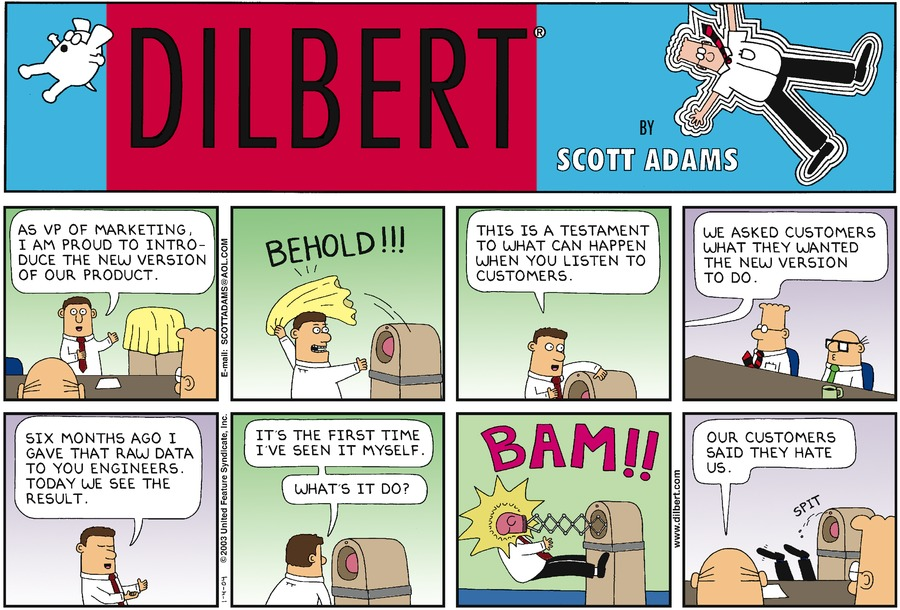 DILBERT®
BY
SCOTT ADAMS
AS VP OF MARKETING,
I AM PROUD TO INTRO-
DUCE THE NEW VERSION
OF OUR PRODUCT.
E-mail: SCOTTADAMS@AOL.COM
BEHOLD!!!
THIS IS A TESTAMENT
TO WHAT CAN HAPPEN
WHEN YOU LISTEN TO
CUSTOMERS.
WE ASKED CUSTOMERS
WHAT THEY WANTED
THE NEW VERSION
TO DO.
SIX MONTHS AGO I
GAVE THAT RAW DATA
TO YOU ENGINEERS.
TODAY WE SEE THE
RESULT.
1-4-04
©2003 United Feature Syndicate, Inc.
IT'S THE FIRST TIME
I'VE SEEN IT MYSELF.
WHAT'S IT DO?
BAM!!
www.dilbert.com
OUR CUSTOMERS
SAID THEY HATE
US.
SPIT